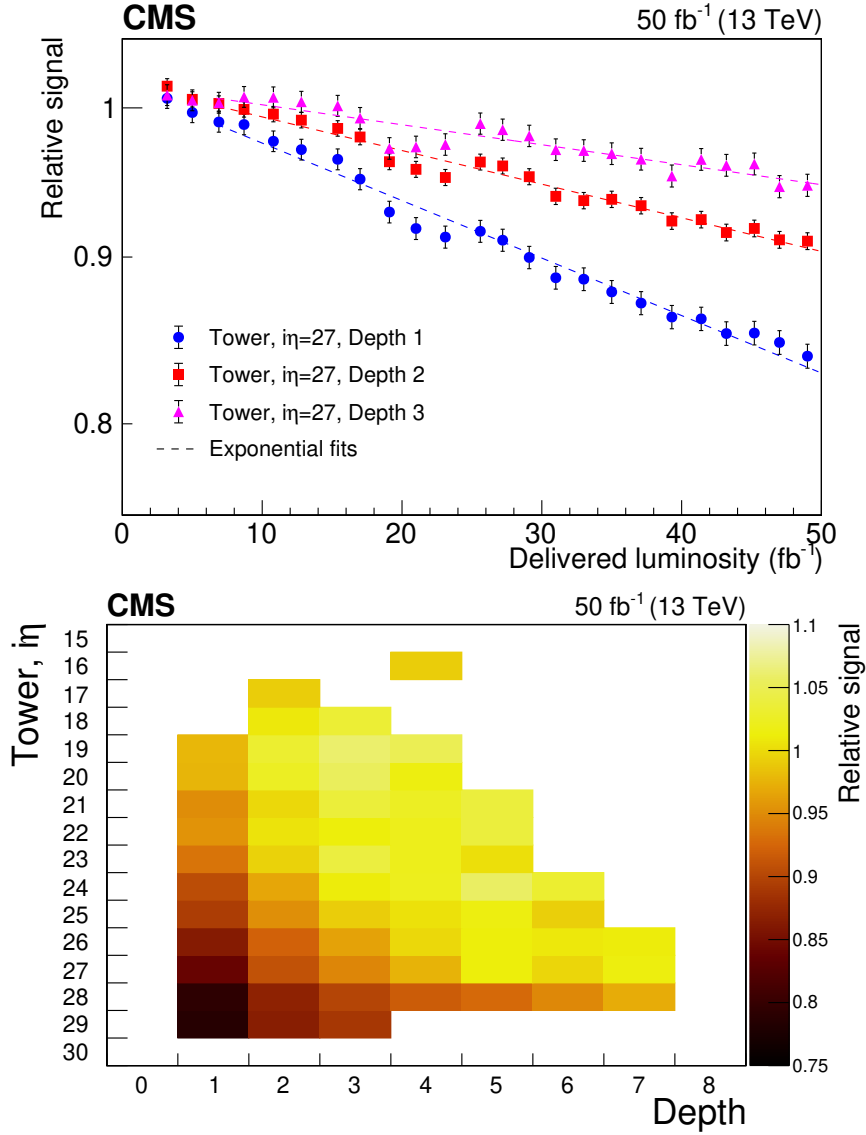 CMS 50 fb⁻¹ (13 TeV)
Relative signal
1
0.9
0.8
Tower, iη=27, Depth 1
Tower, iη=27, Depth 2
Tower, iη=27, Depth 3
Exponential fits
0 10 20 30 40 50
Delivered luminosity (fb⁻¹)
CMS 50 fb⁻¹ (13 TeV)
Tower, iη
15
16
17
18
19
20
21
22
23
24
25
26
27
28
29
30
0 1 2 3 4 5 6 7 8
Depth
1.1
1.05
1
0.95
0.9
0.85
0.8
0.75
Relative signal